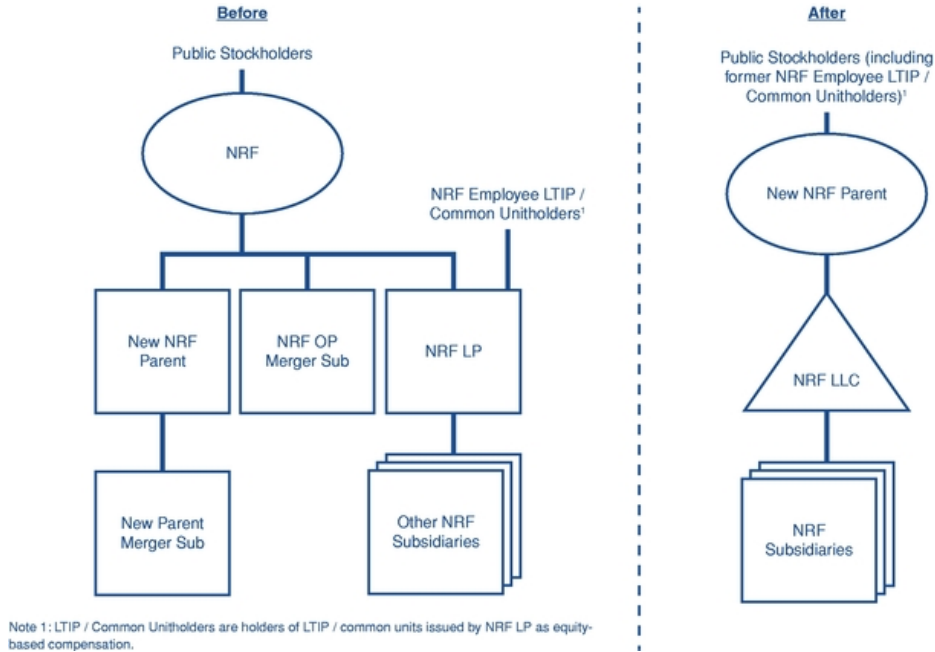 Before
Public Stockholders
NRF
NRF Employee LTIP /
Common Unitholders¹
New NRF
Parent
NRF OP
Merger Sub
NRF LP
New Parent
Merger Sub
Other NRF
Subsidiaries
Note 1: LTIP / Common Unitholders are holders of LTIP / common units issued by NRF LP as equity-
based compensation.
After
Public Stockholders (including
former NRF Employee LTIP /
Common Unitholders)¹
New NRF Parent
NRF LLC
NRF
Subsidiaries